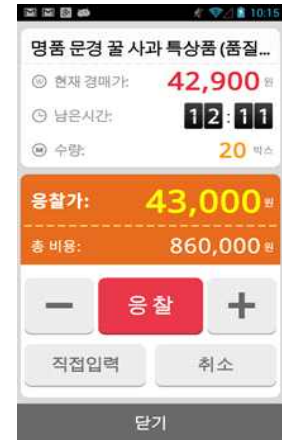 10:15
명품 문경 꿀 사과 특상품 (품질...
현재 경매가: 42,900 원
남은시간: 12:11
수량: 20 박스
응찰가: 43,000 원
총 비용: 860,000 원
− 응찰 +
직접입력 취소
닫기